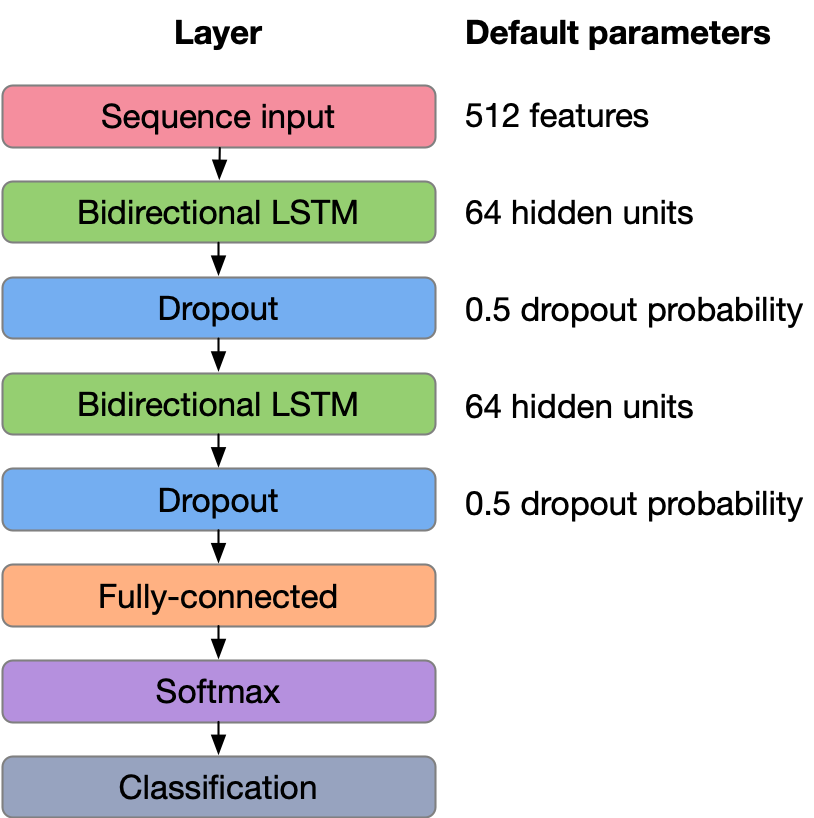 Layer Default parameters
Sequence input 512 features
Bidirectional LSTM 64 hidden units
Dropout 0.5 dropout probability
Bidirectional LSTM 64 hidden units
Dropout 0.5 dropout probability
Fully-connected
Softmax
Classification